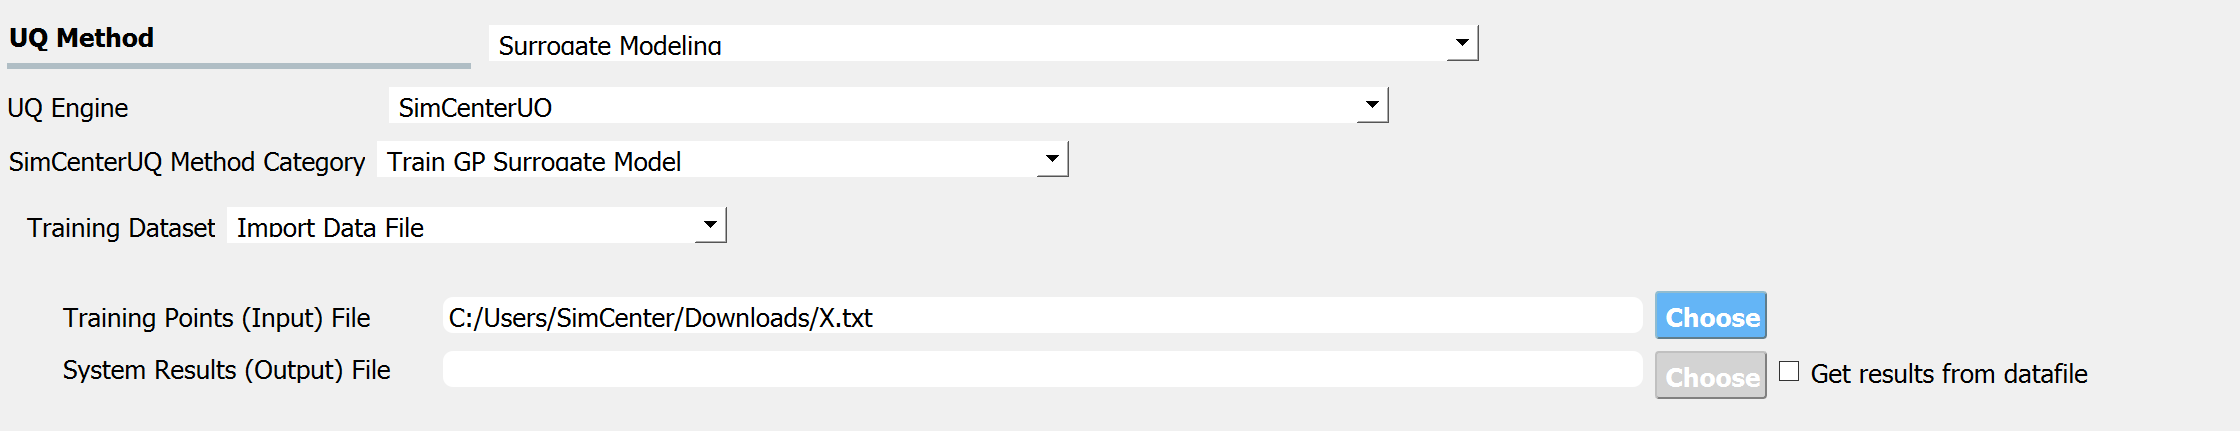 UQ Method Surrogate Modeling
UQ Engine SimCenterUQ
SimCenterUQ Method Category Train GP Surrogate Model
Training Dataset Import Data File
Training Points (Input) File C:/Users/SimCenter/Downloads/X.txt Choose
System Results (Output) File Choose Get results from datafile